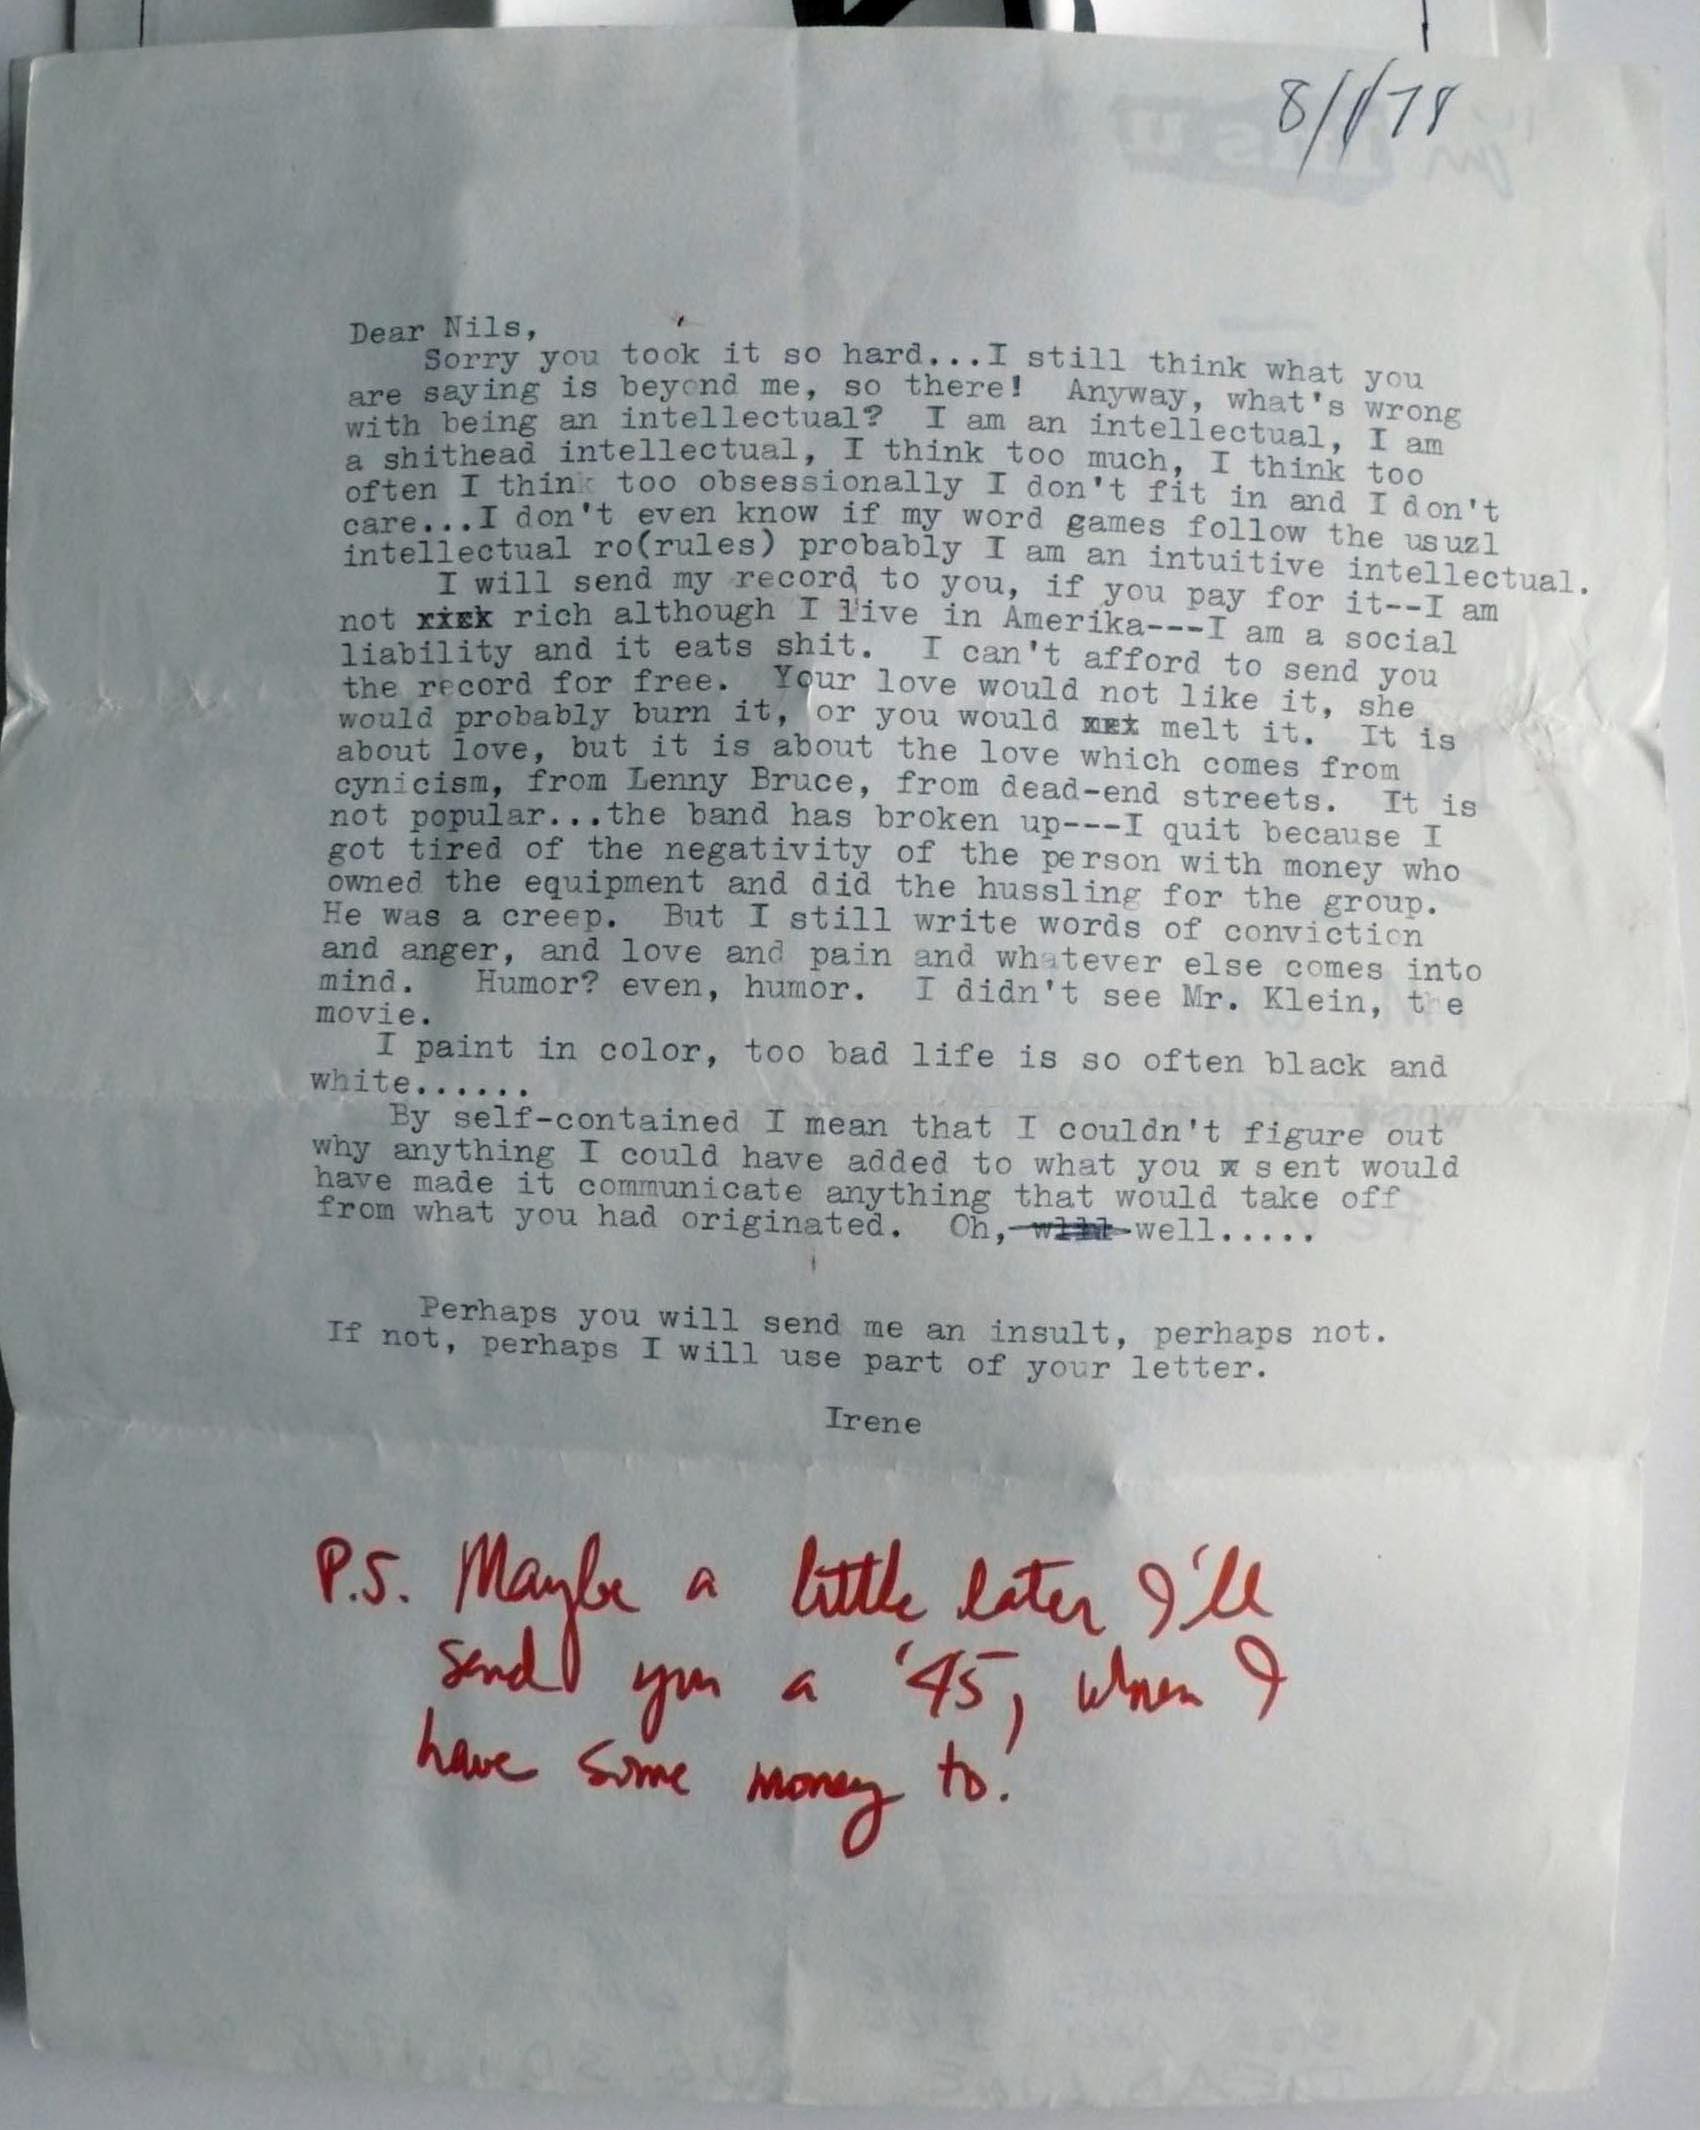 8/1/78
Dear Nils,
Sorry you took it so hard...I still think what you
are saying is beyond me, so there! Anyway, what's wrong
with being an intellectual? I am an intellectual, I am
a shithead intellectual, I think too much, I think too
often I think too obsessionally I don't fit in and I don't
care...I don't even know if my word games follow the usuzl
intellectual ro(rules) probably I am an intuitive intellectual.
I will send my record to you, if you pay for it--I am
not rich although I live in Amerika---I am a social
liability and it eats shit. I can't afford to send you
the record for free. Your love would not like it, she
would probably burn it, or you would melt it. It is
about love, but it is about the love which comes from
cynicism, from Lenny Bruce, from dead-end streets. It is
not popular...the band has broken up---I quit because I
got tired of the negativity of the person with money who
owned the equipment and did the hussling for the group.
He was a creep. But I still write words of conviction
and anger, and love and pain and whatever else comes into
mind. Humor? even, humor. I didn't see Mr. Klein, the
movie.
I paint in color, too bad life is so often black and
white......
By self-contained I mean that I couldn't figure out
why anything I could have added to what you x sent would
have made it communicate anything that would take off
from what you had originated. Oh, well.....
Perhaps you will send me an insult, perhaps not.
If not, perhaps I will use part of your letter.
Irene
P.S. Maybe a little later I'll
send you a '45, when I
have some money to.